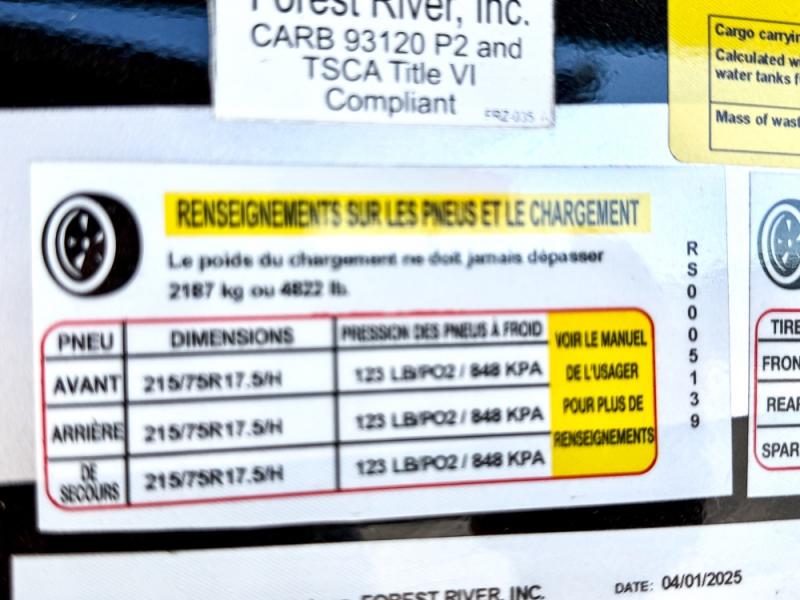 Forest River, Inc.
CARB 93120 P2 and
TSCA Title VI
Compliant
FRZ-035
Cargo carryin
Calculated w
water tanks f
Mass of wast
RENSEIGNEMENTS SUR LES PNEUS ET LE CHARGEMENT
Le poids du chargement ne doit jamais dépasser
2187 kg ou 4822 lb.
PNEU DIMENSIONS PRESSION DES PNEUS À FROID
AVANT 215/75R17.5/H 123 LB/PO2 / 848 KPA
ARRIÈRE 215/75R17.5/H 123 LB/PO2 / 848 KPA
DE
SECOURS 215/75R17.5/H 123 LB/PO2 / 848 KPA
VOIR LE MANUEL
DE L'USAGER
POUR PLUS DE
RENSEIGNEMENTS
RS0005139
TIRE
FRON
REAR
SPAR
FOREST RIVER, INC.
DATE: 04/01/2025